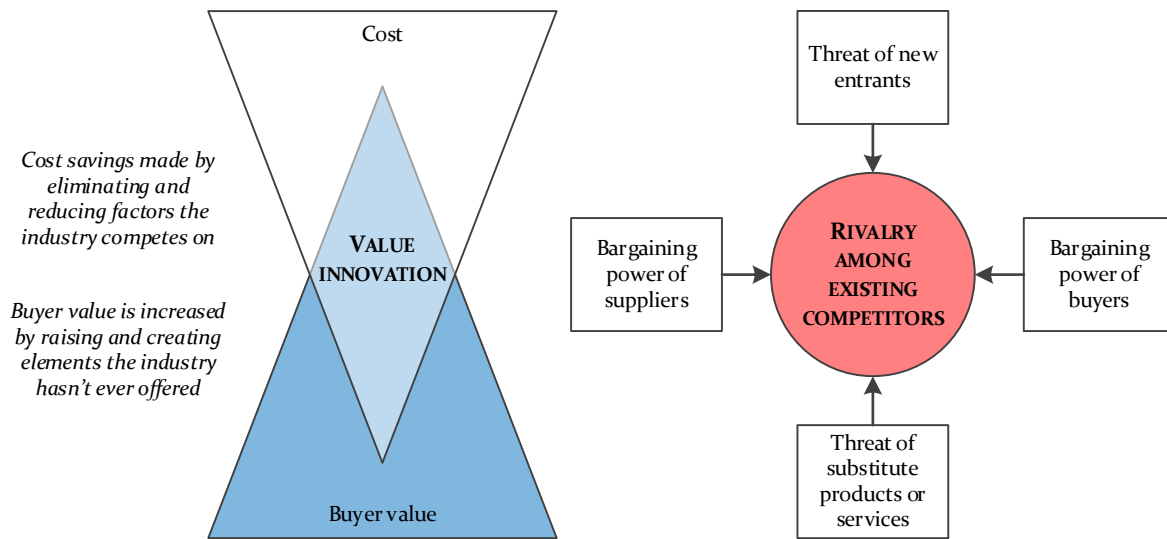 Cost
Cost savings made by
eliminating and
reducing factors the
industry competes on
VALUE
INNOVATION
Buyer value is increased
by raising and creating
elements the industry
hasn't ever offered
Buyer value
Threat of new
entrants
Bargaining
power of
suppliers
RIVALRY
AMONG
EXISTING
COMPETITORS
Bargaining
power of
buyers
Threat of
substitute
products or
services